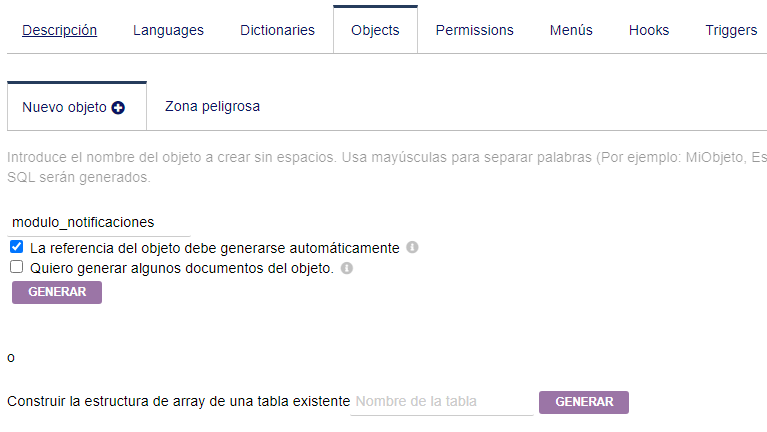 Descripción Languages Dictionaries Objects Permissions Menús Hooks Triggers
Nuevo objeto Zona peligrosa
Introduce el nombre del objeto a crear sin espacios. Usa mayúsculas para separar palabras (Por ejemplo: MiObjeto, Es
SQL serán generados.
modulo_notificaciones
La referencia del objeto debe generarse automáticamente
Quiero generar algunos documentos del objeto.
GENERAR
o
Construir la estructura de array de una tabla existente Nombre de la tabla GENERAR